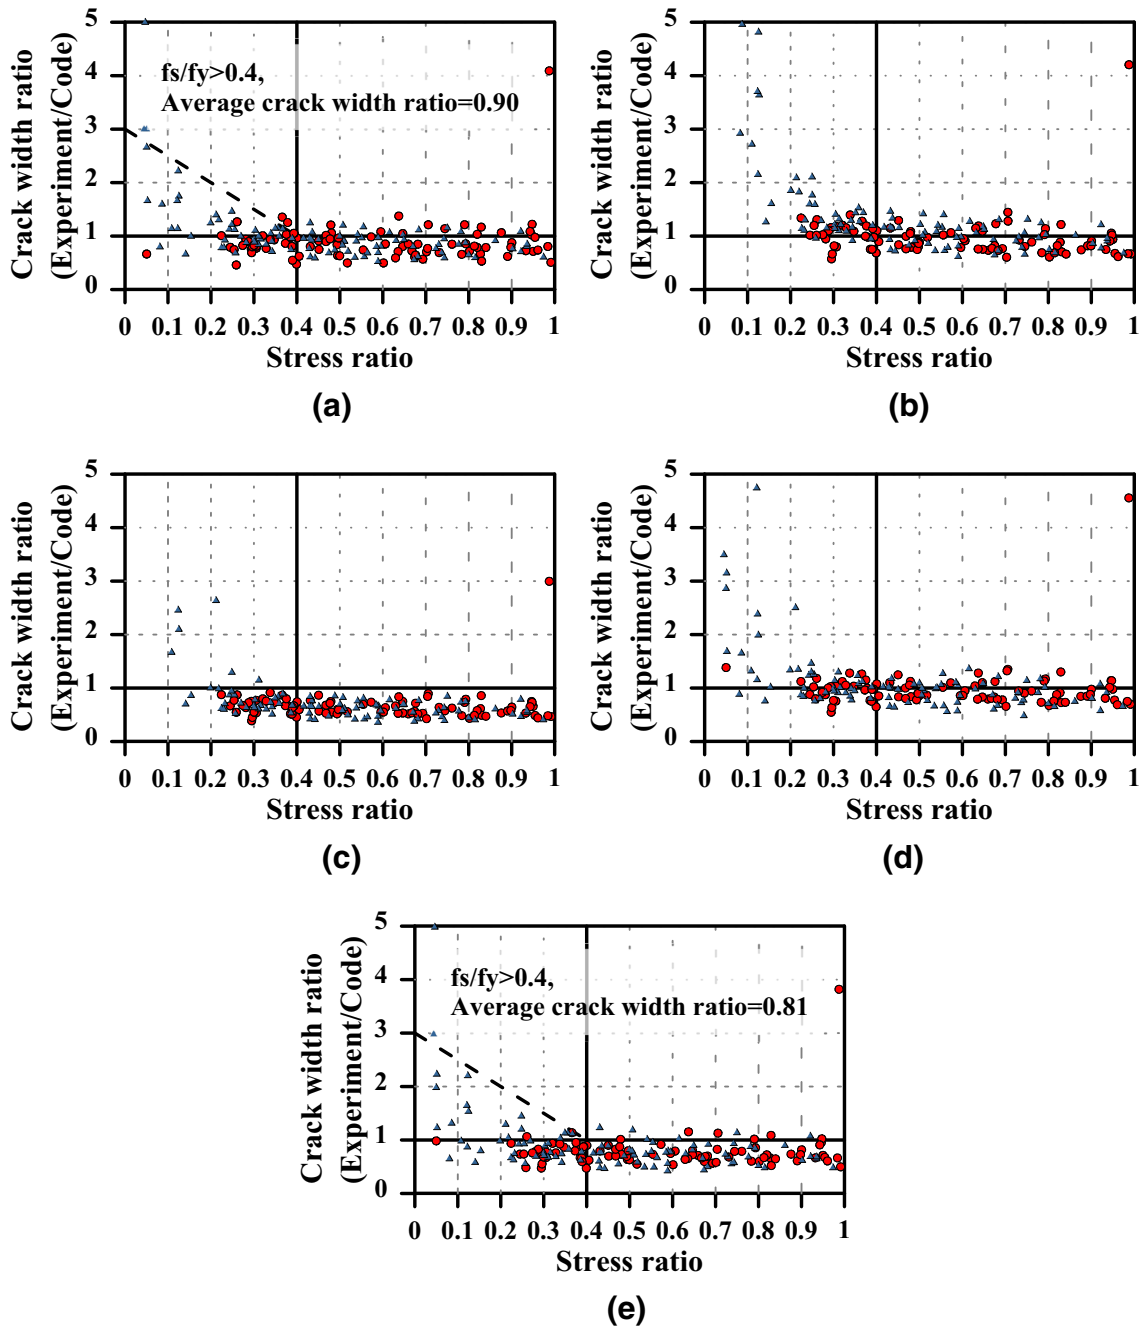 Crack width ratio
(Experiment/Code)
5
4
3
2
1
0
fs/fy>0.4,
Average crack width ratio=0.90
0 0.1 0.2 0.3 0.4 0.5 0.6 0.7 0.8 0.9 1
Stress ratio
(a)
Crack width ratio
(Experiment/Code)
5
4
3
2
1
0
0 0.1 0.2 0.3 0.4 0.5 0.6 0.7 0.8 0.9 1
Stress ratio
(b)
Crack width ratio
(Experiment/Code)
5
4
3
2
1
0
0 0.1 0.2 0.3 0.4 0.5 0.6 0.7 0.8 0.9 1
Stress ratio
(c)
Crack width ratio
(Experiment/Code)
5
4
3
2
1
0
0 0.1 0.2 0.3 0.4 0.5 0.6 0.7 0.8 0.9 1
Stress ratio
(d)
Crack width ratio
(Experiment/Code)
5
4
3
2
1
0
fs/fy>0.4,
Average crack width ratio=0.81
0 0.1 0.2 0.3 0.4 0.5 0.6 0.7 0.8 0.9 1
Stress ratio
(e)